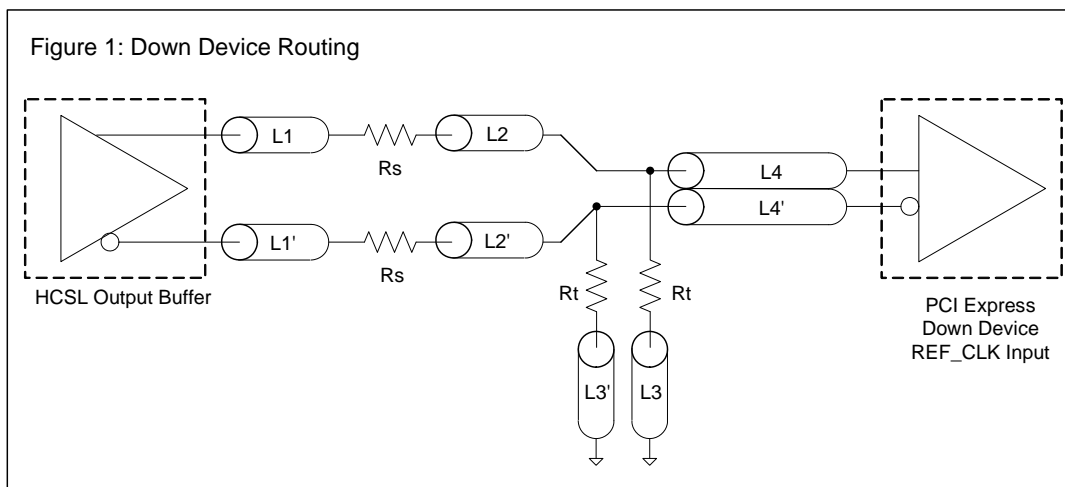 Figure 1: Down Device Routing
L1
Rs
L2
L4
L4'
L1'
Rs
L2'
HCSL Output Buffer
Rt
Rt
L3'
L3
PCI Express
Down Device
REF_CLK Input